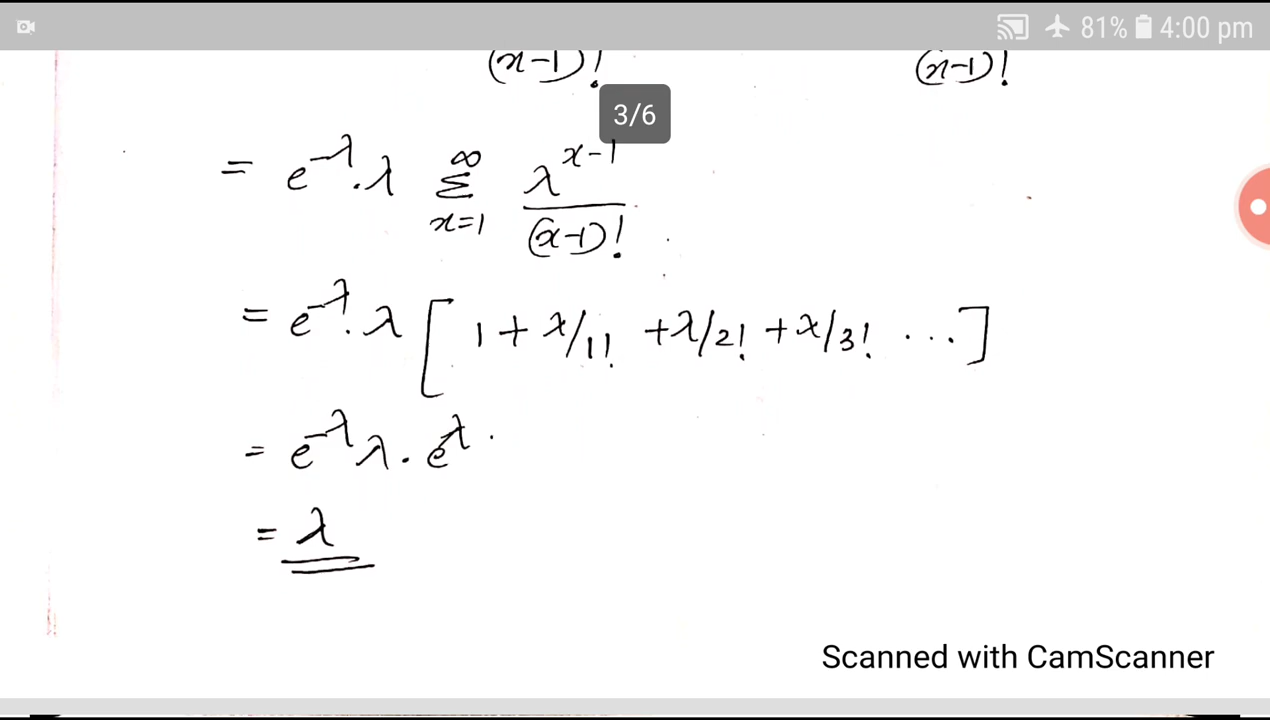 81% 4:00 pm
(x-1)! (x-1)!
3/6
= e^{-λ}.λ Σ_{x=1}^{∞} λ^{x-1}/(x-1)!
= e^{-λ}.λ [1 + λ/1! + λ/2! + λ/3! ...]
= e^{-λ} λ . e^{λ}.
= λ
Scanned with CamScanner